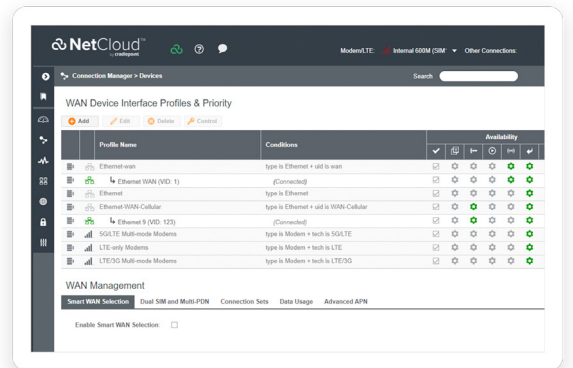 NetCloud™
by cradlepoint
Modem/LTE: Internal 600M (SIM' Other Connections:
Connection Manager > Devices
Search
WAN Device Interface Profiles & Priority
Add Edit Delete Control
Availability
Profile Name Conditions
Ethernet-wan type is Ethernet + uid is wan
Ethernet WAN (VID: 1) (Connected)
Ethernet type is Ethernet
Ethernet-WAN-Cellular type is Ethernet + uid is WAN-Cellular
Ethernet 9 (VID: 123) (Connected)
5G/LTE Multi-mode Modems type is Modem + tech is 5G/LTE
LTE-only Modems type is Modem + tech is LTE
LTE/3G Multi-mode Modems type is Modem + tech is LTE/3G
WAN Management
Smart WAN Selection Dual SIM and Multi-PDN Connection Sets Data Usage Advanced APN
Enable Smart WAN Selection: